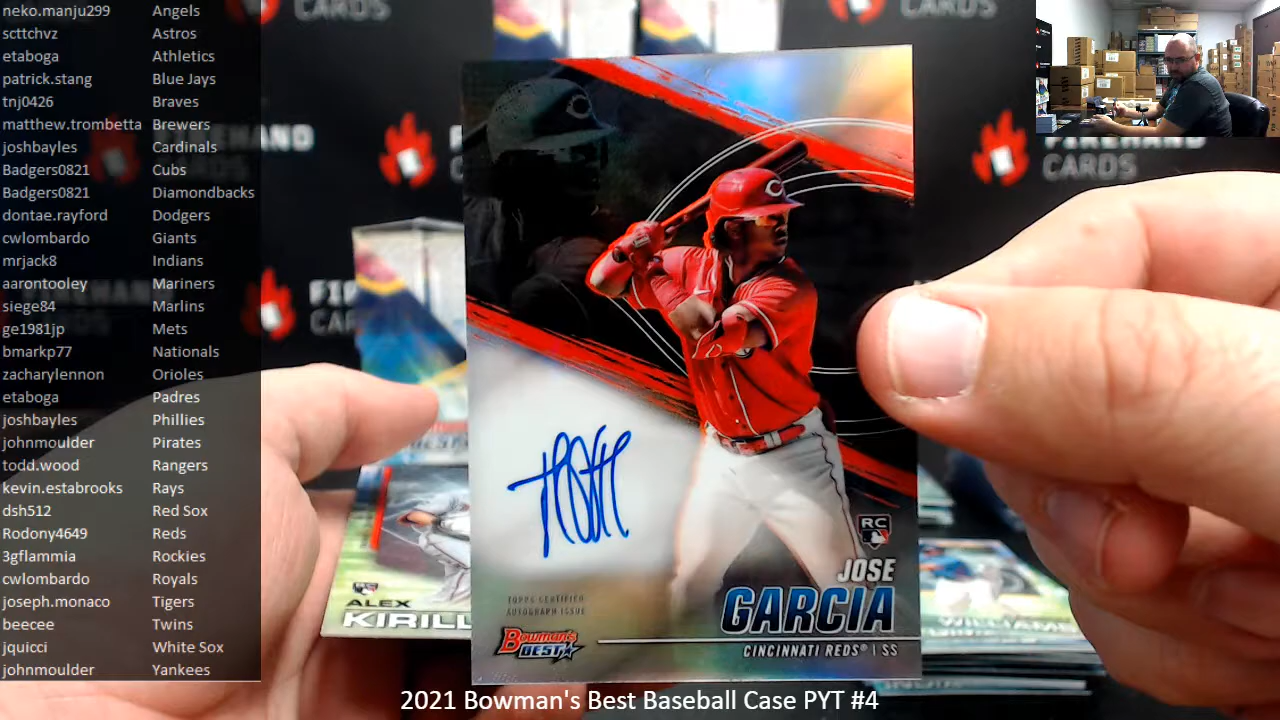 neko.manju299 Angels
scttchvz Astros
etaboga Athletics
patrick.stang Blue Jays
tnj0426 Braves
matthew.trombetta Brewers
joshbayles Cardinals
Badgers0821 Cubs
Badgers0821 Diamondbacks
dontae.rayford Dodgers
cwlombardo Giants
mrjack8 Indians
aarontooley Mariners
siege84 Marlins
ge1981jp Mets
bmarkp77 Nationals
zacharylennon Orioles
etaboga Padres
joshbayles Phillies
johnmoulder Pirates
todd.wood Rangers
kevin.estabrooks Rays
dsh512 Red Sox
Rodony4649 Reds
3gflammia Rockies
cwlombardo Royals
joseph.monaco Tigers
beecee Twins
jquicci White Sox
johnmoulder Yankees
CARDS
CARDS
FIREHAND
CARDS
RC
JOSE
GARCIA
CINCINNATI REDS® | SS
TOPPS CERTIFIED
AUTOGRAPH ISSUE
Bowman's
BEST
RC
ALEX
KIRILL
WILLIAMS
2021 Bowman's Best Baseball Case PYT #4